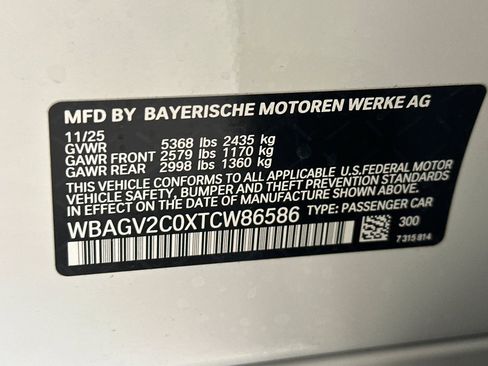 MFD BY BAYERISCHE MOTOREN WERKE AG
11/25
GVWR 5368 lbs 2435 kg
GAWR FRONT 2579 lbs 1170 kg
GAWR REAR 2998 lbs 1360 kg
THIS VEHICLE CONFORMS TO ALL APPLICABLE U.S.FEDERAL MOTOR
VEHICLE SAFETY, BUMPER AND THEFT PREVENTION STANDARDS
IN EFFECT ON THE DATE OF MANUFACTURE SHOWN ABOVE.
WBAGV2C0XTCW86586 TYPE: PASSENGER CAR
300
7 315 814